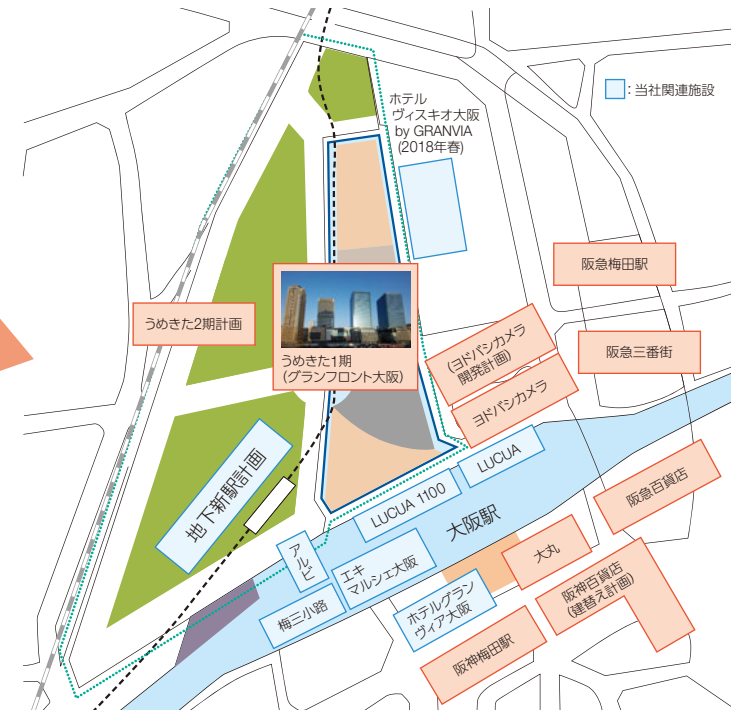 ホテル
ヴィスキオ大阪
by GRANVIA
(2018年春)
：当社関連施設
阪急梅田駅
うめきた2期計画
阪急三番街
うめきた1期
(グランフロント大阪)
(ヨドバシカメラ
開発計画)
ヨドバシカメラ
LUCUA
地下新駅計画
LUCUA 1100
大阪駅
阪急百貨店
アルビ
エキ
マルシェ大阪
大丸
梅三小路
ホテルグラン
ヴィア大阪
阪神百貨店
(建替え計画)
阪神梅田駅